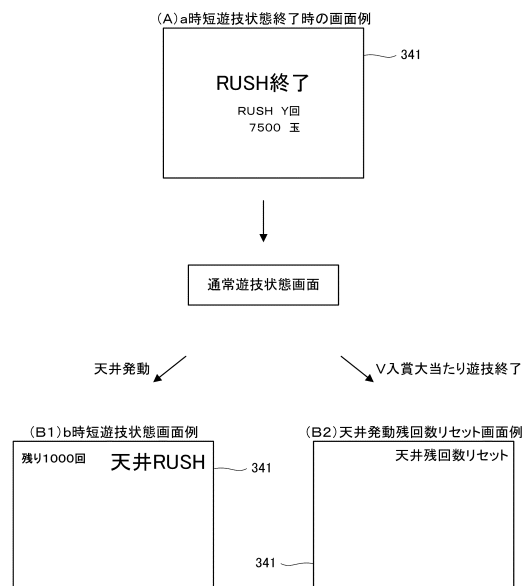 (A)a時短遊技状態終了時の画面例
341
RUSH終了
RUSH Y回
7500 玉
通常遊技状態画面
天井発動
V入賞大当たり遊技終了
(B1)b時短遊技状態画面例
(B2)天井発動残回数リセット画面例
残り1000回
天井RUSH
341
天井残回数リセット
341